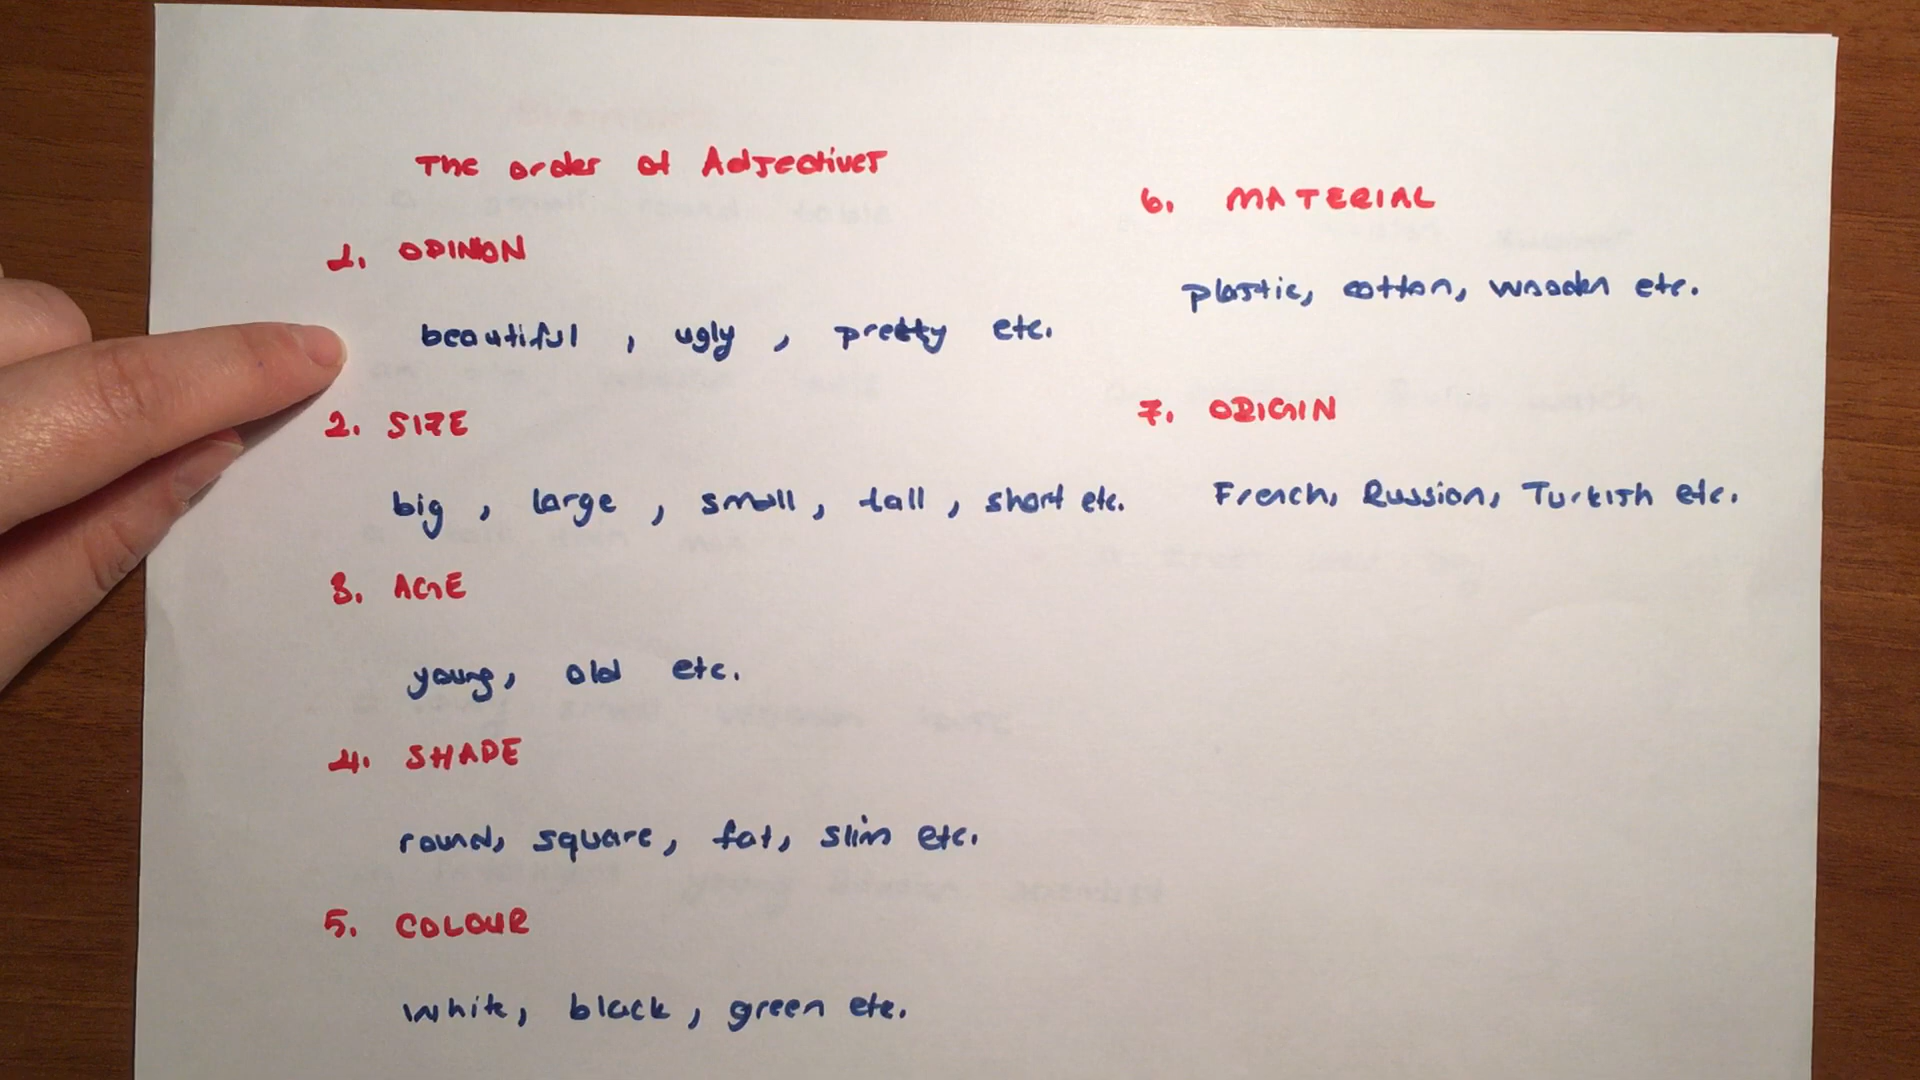 The order of Adjectives
1. OPINION
beautiful, ugly, pretty etc.
2. SIZE
big, large, small, tall, short etc.
3. AGE
young, old etc.
4. SHAPE
round, square, fat, slim etc.
5. COLOUR
white, black, green etc.
6. MATERIAL
plastic, cotton, wooden etc.
7. ORIGIN
French, Russian, Turkish etc.